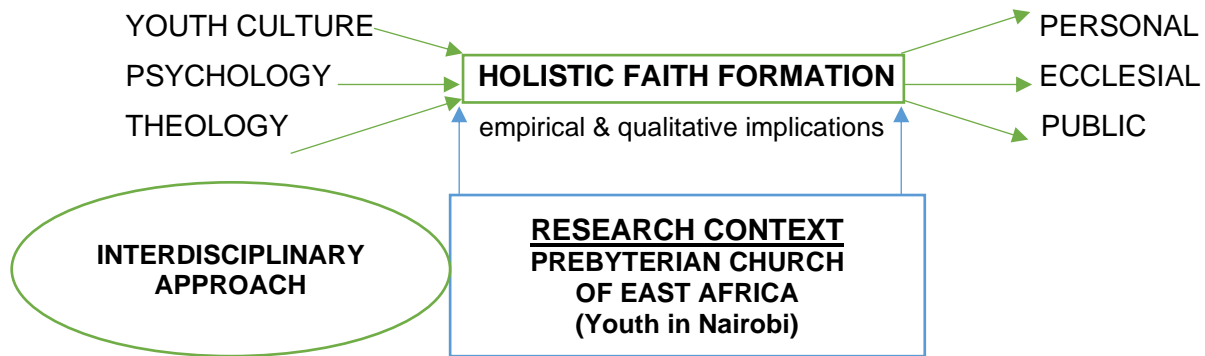 YOUTH CULTURE
PSYCHOLOGY
THEOLOGY
HOLISTIC FAITH FORMATION
empirical & qualitative implications
PERSONAL
ECCLESIAL
PUBLIC
INTERDISCIPLINARY
APPROACH
RESEARCH CONTEXT
PREBYTERIAN CHURCH
OF EAST AFRICA
(Youth in Nairobi)